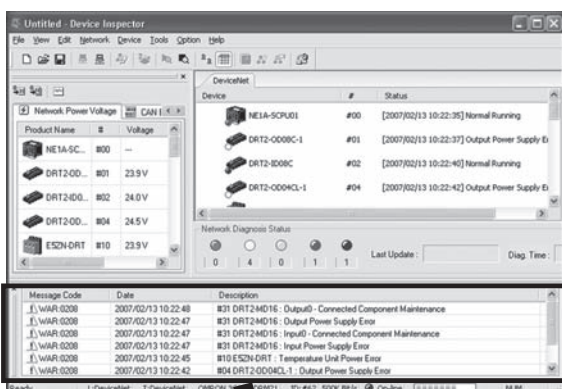 Untitled - Device Inspector
File View Edit Network Device Tools Option Help
DeviceNet
Device # Status
NE1A-SCPU01 #00 [2007/02/13 10:22:35] Normal Running
DRT2-OD08C-1 #01 [2007/02/13 10:22:37] Output Power Supply
DRT2-ID08C #02 [2007/02/13 10:22:40] Normal Running
DRT2-OD04CL-1 #04 [2007/02/13 10:22:42] Output Power Supply
Network Power Voltage CAN
Product Name # Voltage
NE1A-SC... #00 ---
DRT2-OD... #01 23.9 V
DRT2-ID0... #02 24.0 V
DRT2-OD... #04 24.5 V
E5ZN-DRT #10 23.9 V
Network Diagnosis Status
0 4 0 1 1 Last Update : Diag. Time :
Message Code Date Description
WAR:0208 2007/02/13 10:22:48 #31 DRT2-MD16 : Output0 - Connected Component Maintenance
WAR:0208 2007/02/13 10:22:47 #31 DRT2-MD16 : Output Power Supply Error
WAR:0208 2007/02/13 10:22:47 #31 DRT2-MD16 : Input0 - Connected Component Maintenance
WAR:0208 2007/02/13 10:22:47 #31 DRT2-MD16 : Input Power Supply Error
WAR:0208 2007/02/13 10:22:45 #10 E5ZN-DRT : Temperature Unit Power Error
WAR:0208 2007/02/13 10:22:42 #04 DRT2-OD04CL-1 : Output Power Supply Error
Ready L:DeviceNet T:DeviceNet OMRON On-line NUM